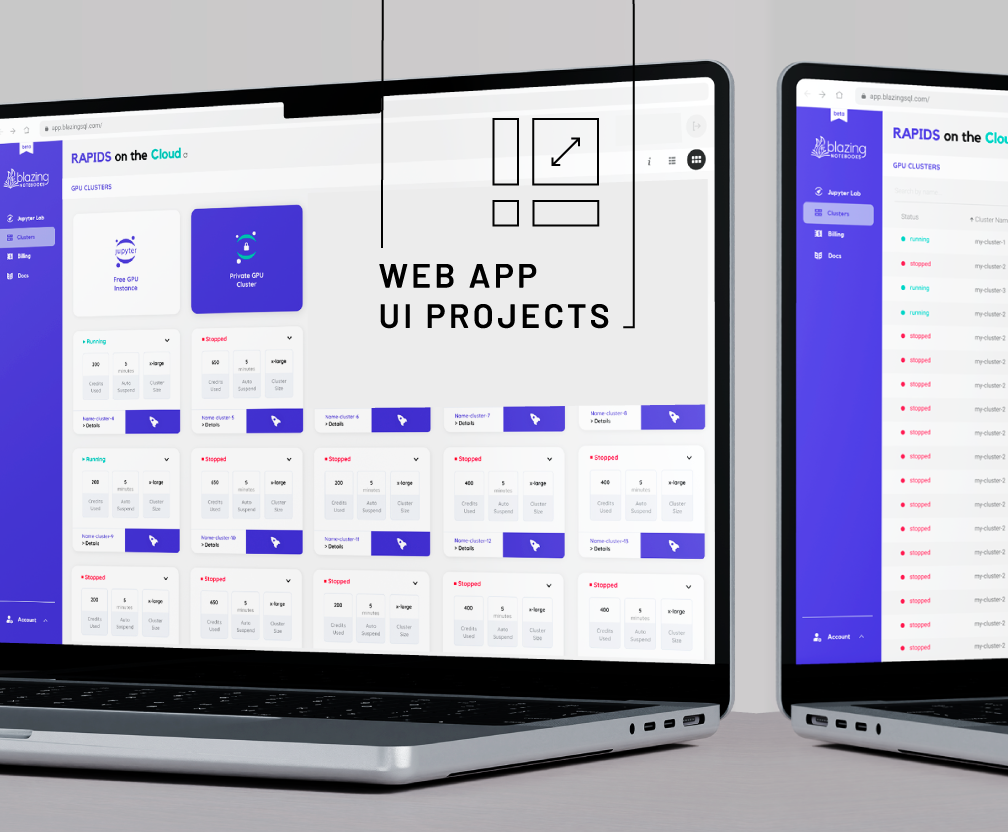 app.blazingsql.com/
beta
blazing
NOTEBOOKS
Jupyter Lab
Clusters
Billing
Docs
Account
RAPIDS on the Cloud
GPU CLUSTERS
jupyter
Free GPU
Instance
Private GPU
Cluster
WEB APP
UI PROJECTS
Running
Stopped
200 5 x-large
minutes
Credits Auto Cluster
Used Suspend Size
650 5 x-large
minutes
Credits Auto Cluster
Used Suspend Size
Name-cluster-4
> Details
Name-cluster-5
> Details
Name-cluster-6
> Details
Name-cluster-7
> Details
Name-cluster-8
> Details
Running
Stopped
Stopped
Stopped
Stopped
200 5 x-large
minutes
Credits Auto Cluster
Used Suspend Size
650 5 x-large
minutes
Credits Auto Cluster
Used Suspend Size
200 5 x-large
minutes
Credits Auto Cluster
Used Suspend Size
400 5 x-large
minutes
Credits Auto Cluster
Used Suspend Size
400 5 x-large
minutes
Credits Auto Cluster
Used Suspend Size
Name-cluster-9
> Details
Name-cluster-10
> Details
Name-cluster-11
> Details
Name-cluster-12
> Details
Name-cluster-13
> Details
Stopped
Stopped
Stopped
Stopped
Stopped
200 5 x-large
minutes
Credits Auto Cluster
Used Suspend Size
650 5 x-large
minutes
Credits Auto Cluster
Used Suspend Size
200 5 x-large
minutes
Credits Auto Cluster
Used Suspend Size
400 5 x-large
minutes
Credits Auto Cluster
Used Suspend Size
400 5 x-large
minutes
Credits Auto Cluster
Used Suspend Size
app.blazingsql.com/
beta
blazing
NOTEBOOKS
Jupyter Lab
Clusters
Billing
Docs
Account
RAPIDS on the Clou
GPU CLUSTERS
Status Cluster Name
running my-cluster-1
stopped my-cluster-2
running my-cluster-3
running my-cluster-2
stopped my-cluster-2
stopped my-cluster-2
stopped my-cluster-2
stopped my-cluster-2
stopped my-cluster-2
stopped my-cluster-2
stopped my-cluster-2
stopped my-cluster-2
stopped my-cluster-2
stopped my-cluster-2
stopped my-cluster-2
stopped my-cluster-2
stopped my-cluster-2
stopped my-cluster-2